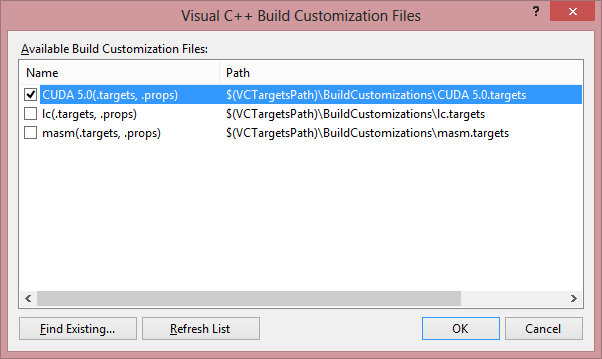 Visual C++ Build Customization Files
? ×
Available Build Customization Files:
Name Path
CUDA 5.0(.targets, .props) $(VCTargetsPath)\BuildCustomizations\CUDA 5.0.targets
lc(.targets, .props) $(VCTargetsPath)\BuildCustomizations\lc.targets
masm(.targets, .props) $(VCTargetsPath)\BuildCustomizations\masm.targets
Find Existing... Refresh List OK Cancel